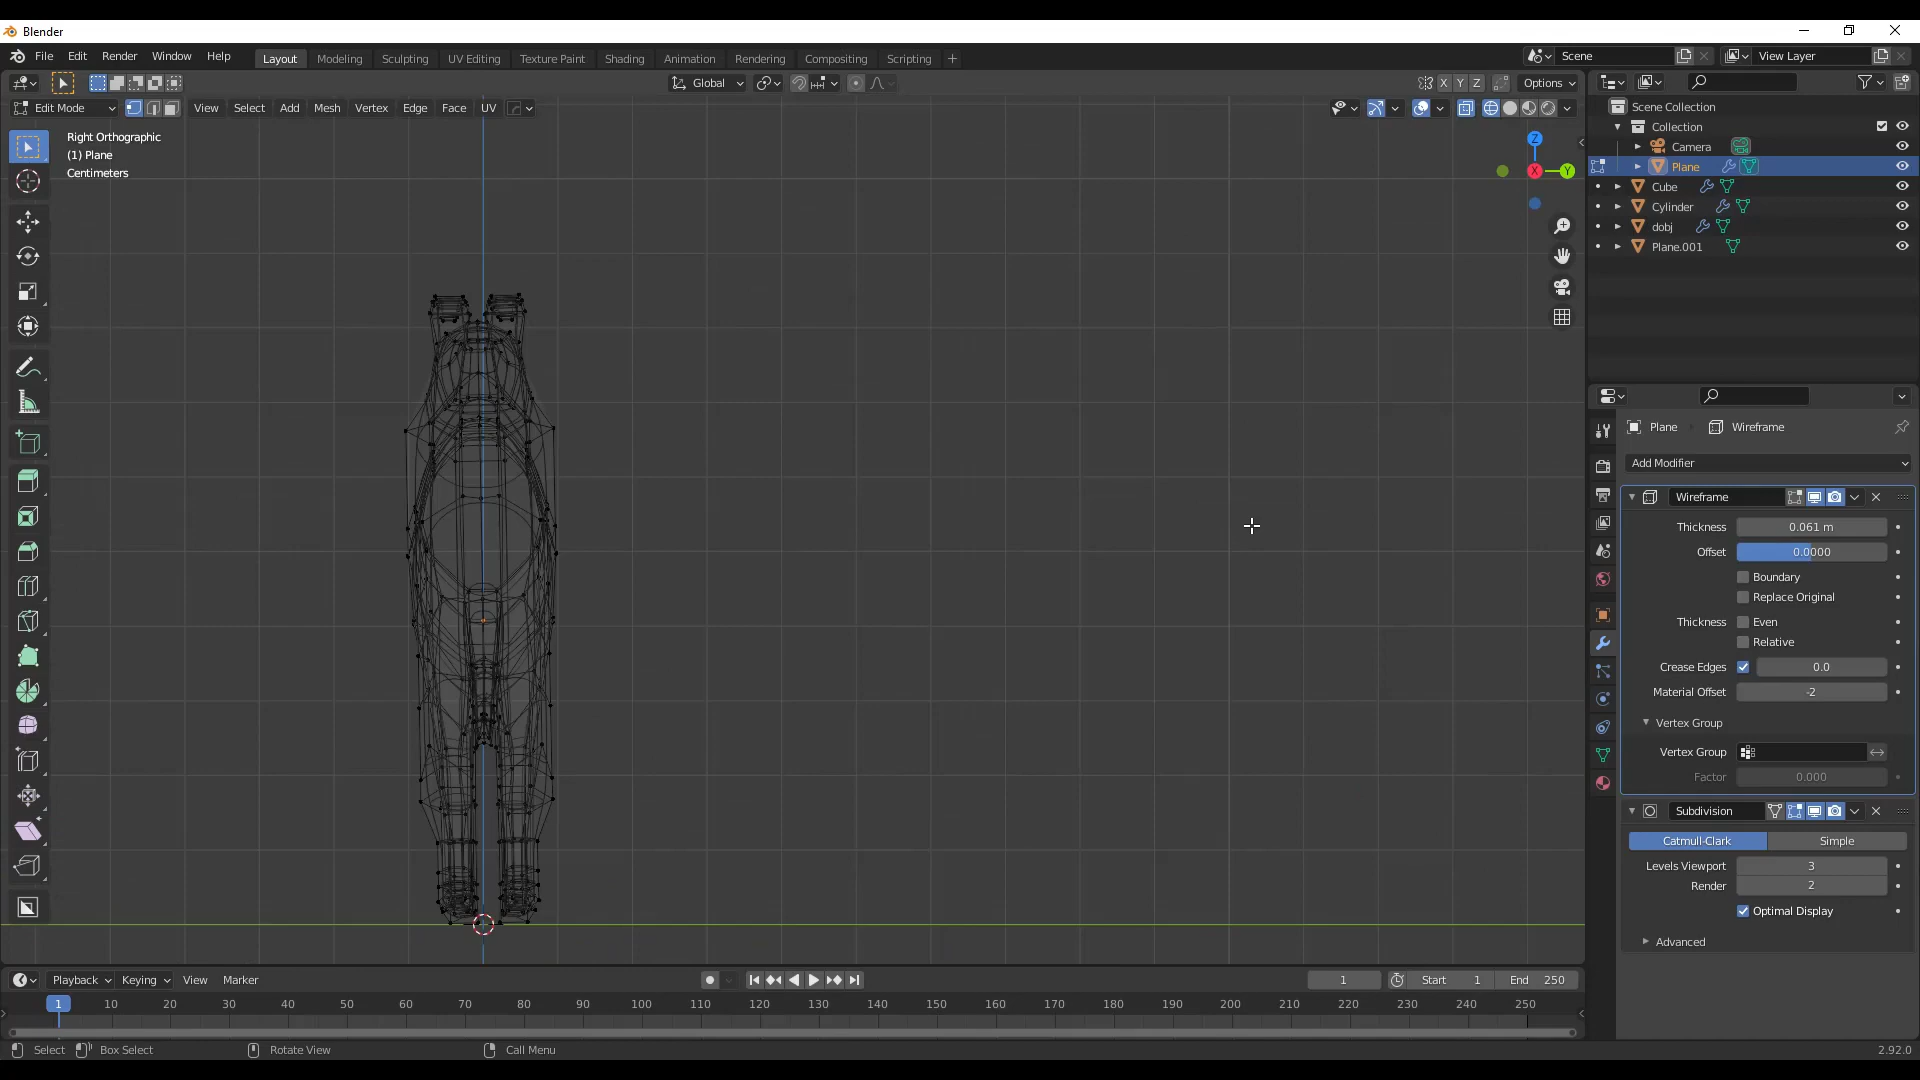 Blender
File Edit Render Window Help Layout Modeling Sculpting UV Editing Texture Paint Shading Animation Rendering Compositing Scripting + Scene View Layer
Global X Y Z Options
Edit Mode View Select Add Mesh Vertex Edge Face UV
Right Orthographic
(1) Plane
Centimeters
Z
X
Y
Scene Collection
Collection
Camera
Plane
Cube
Cylinder
dobj
Plane.001
Plane Wireframe
Add Modifier
Wireframe
Thickness 0.061 m
Offset 0.0000
Boundary
Replace Original
Thickness Even
Relative
Crease Edges 0.0
Material Offset -2
Vertex Group
Vertex Group
Factor 0.000
Subdivision
Catmull-Clark Simple
Levels Viewport 3
Render 2
Optimal Display
Advanced
Playback Keying View Marker 1 Start 1 End 250
1 10 20 30 40 50 60 70 80 90 100 110 120 130 140 150 160 170 180 190 200 210 220 230 240 250
Select Box Select Rotate View Call Menu 2.92.0